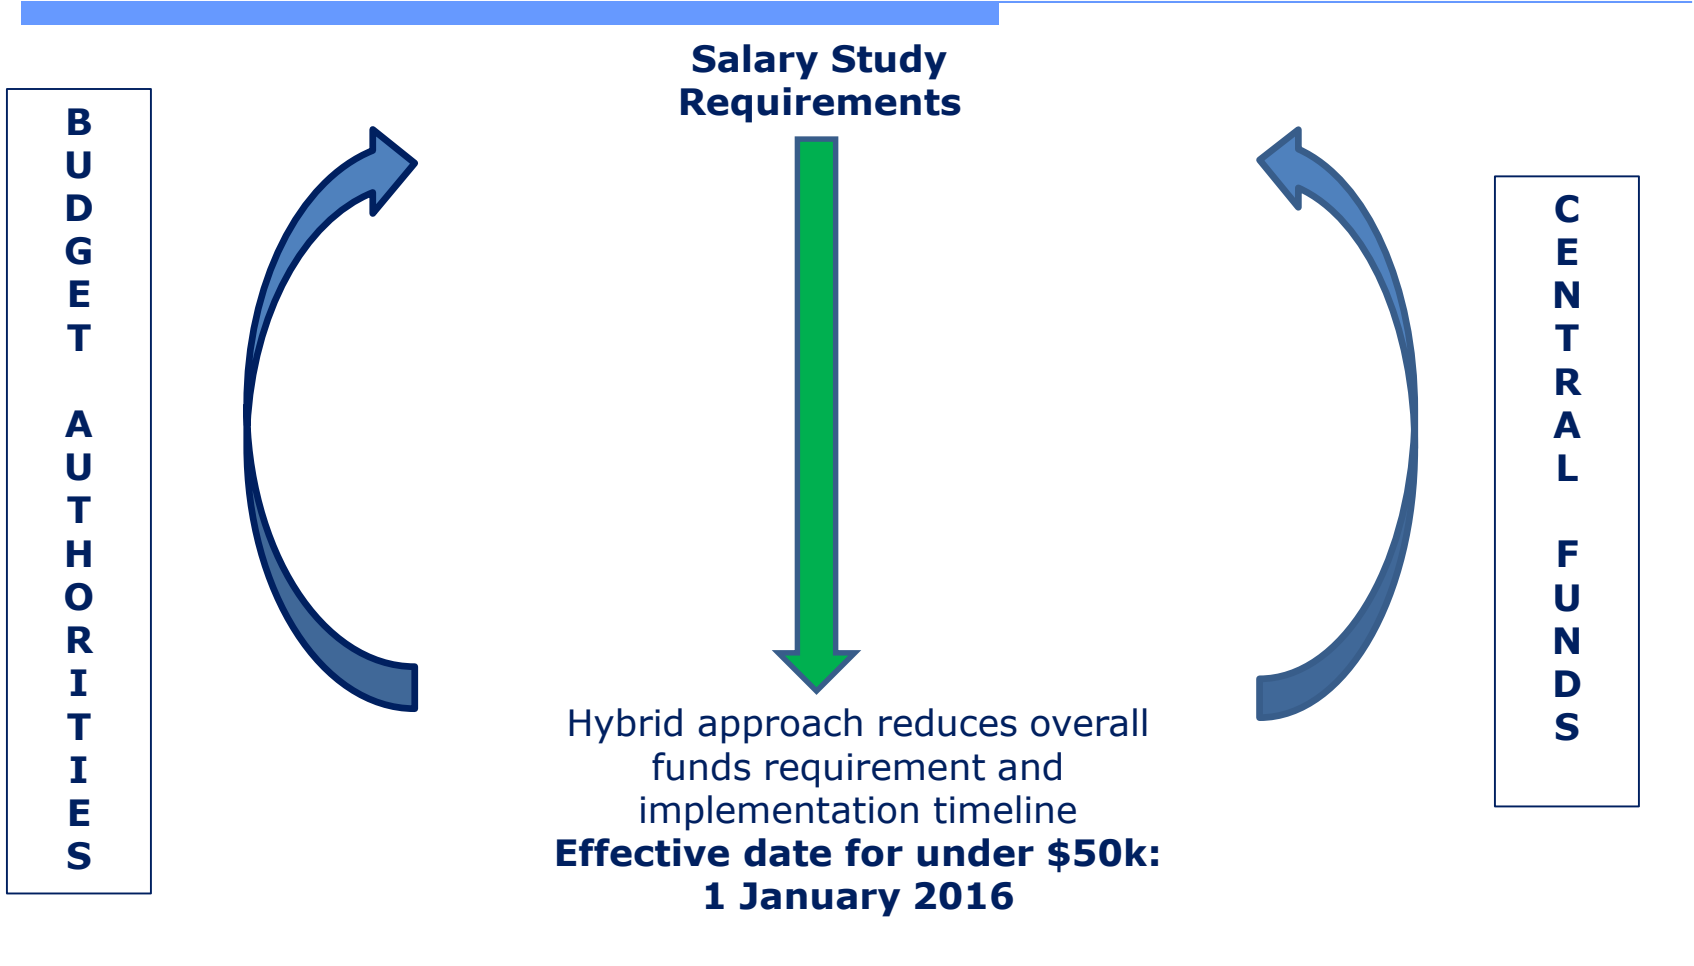 Salary Study
Requirements
B
U
D
G
E
T
A
U
T
H
O
R
I
T
I
E
S
C
E
N
T
R
A
L
F
U
N
D
S
Hybrid approach reduces overall
funds requirement and
implementation timeline
Effective date for under $50k:
1 January 2016